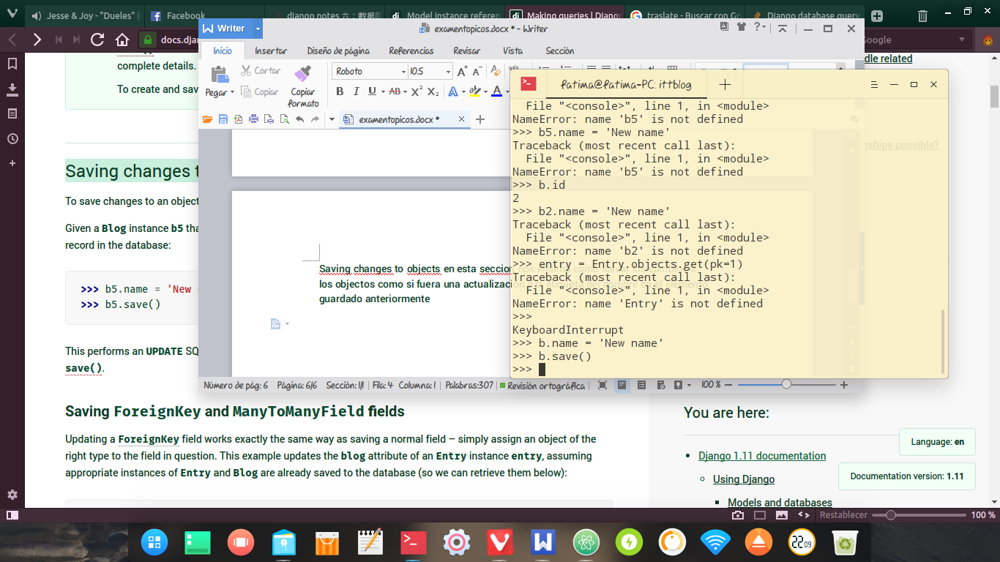 Jesse & Joy - "Dueles" (
Facebook
django notes 六：数据
Model instance referen
Making queries | Djang
traslate - Buscar con Go
Django database query
docs.dja
Google
Writer
examentopicos.docx * - Writer
Inicio
Insertar
Diseño de página
Referencias
Revisar
Vista
Sección
Pegar
Cortar
Copiar
Copiar
formato
Roboto
10.5
examentopicos.docx *
complete details.
To create and sav
Saving changes t
To save changes to an object
Given a Blog instance b5 tha
record in the database:
>>> b5.name = 'New
>>> b5.save()
This performs an UPDATE SQ
save().
Saving changes to objects en esta seccion
los objectos como si fuera una actualizaci
guardado anteriormente
Número de pág: 6 Página: 6/6 Sección: 1/1 Fila: 4 Columna: 1 Palabras:307 Revisión ortográfica 100 %
fatima@fatima-PC: ittblog
File "<console>", line 1, in <module>
NameError: name 'b5' is not defined
>>> b5.name = 'New name'
Traceback (most recent call last):
File "<console>", line 1, in <module>
NameError: name 'b5' is not defined
>>> b.id
2
>>> b2.name = 'New name'
Traceback (most recent call last):
File "<console>", line 1, in <module>
NameError: name 'b2' is not defined
>>> entry = Entry.objects.get(pk=1)
Traceback (most recent call last):
File "<console>", line 1, in <module>
NameError: name 'Entry' is not defined
>>>
KeyboardInterrupt
>>> b.name = 'New name'
>>> b.save()
>>>
dle related
nships possible?
Saving ForeignKey and ManyToManyField fields
Updating a ForeignKey field works exactly the same way as saving a normal field – simply assign an object of the
right type to the field in question. This example updates the blog attribute of an Entry instance entry, assuming
appropriate instances of Entry and Blog are already saved to the database (so we can retrieve them below):
You are here:
Language: en
Django 1.11 documentation
Documentation version: 1.11
Using Django
Models and databases
Restablecer
100 %
22 09